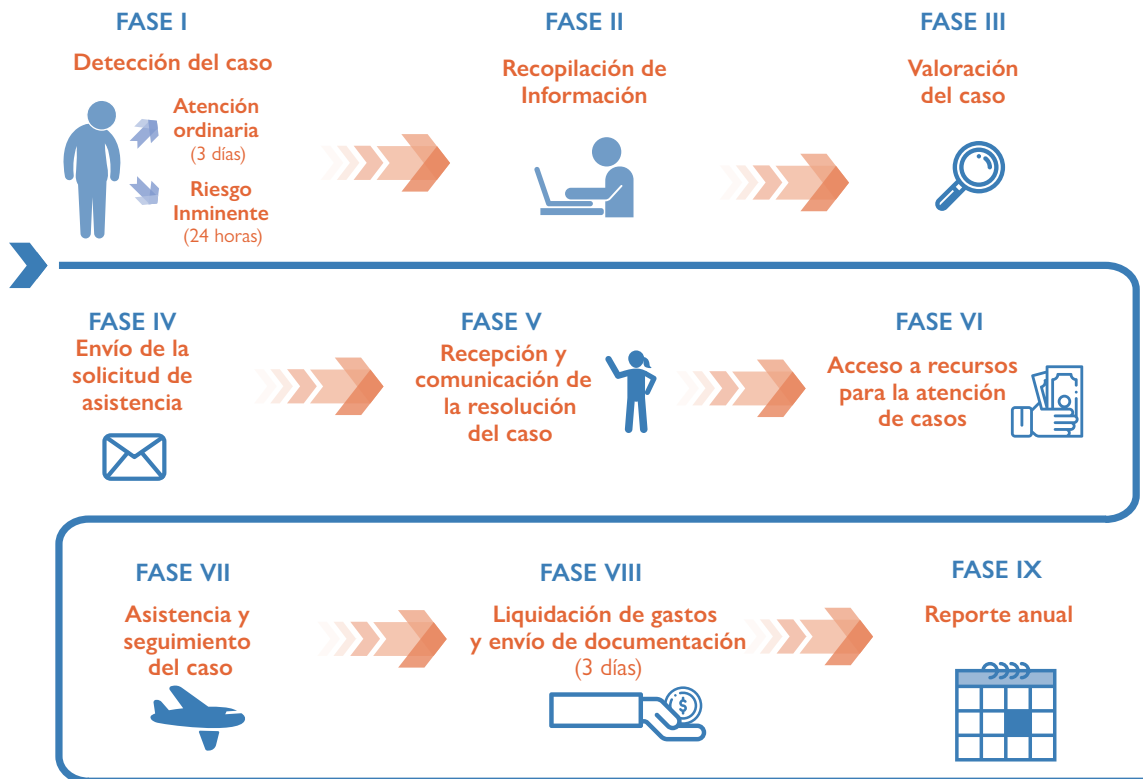 FASE I
Detección del caso
Atención
ordinaria
(3 días)
Riesgo
Inminente
(24 horas)
FASE II
Recopilación de
Información
FASE III
Valoración
del caso
FASE IV
Envío de la
solicitud de
asistencia
FASE V
Recepción y
comunicación de
la resolución
del caso
FASE VI
Acceso a recursos
para la atención
de casos
FASE VII
Asistencia y
seguimiento
del caso
FASE VIII
Liquidación de gastos
y envío de documentación
(3 días)
$
FASE IX
Reporte anual